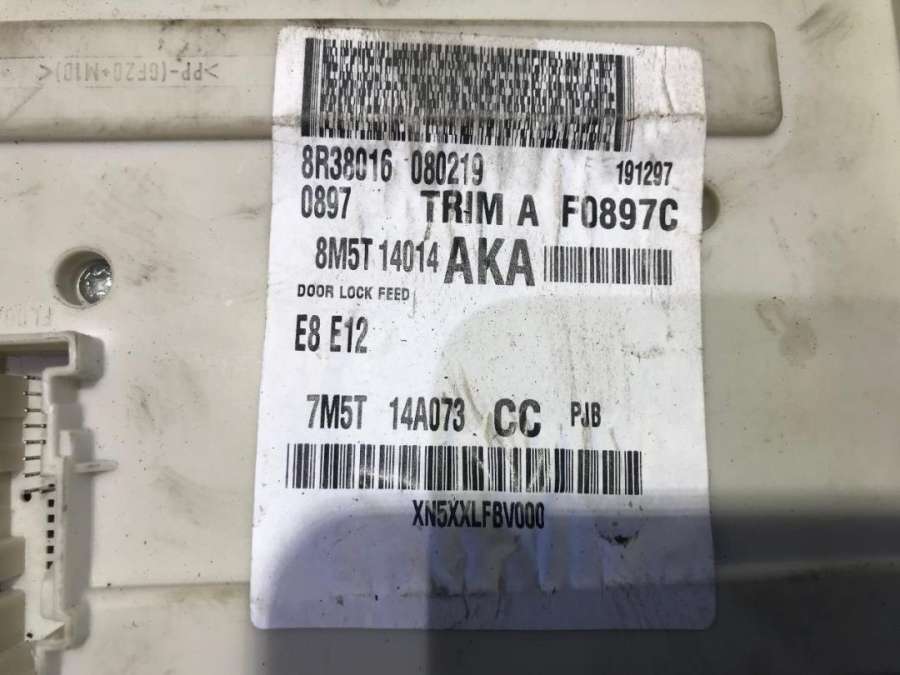 >PP-(GF20+M10)<
8R38016 080219 191297
0897 TRIM A F0897C
8M5T 14014 AKA
DOOR LOCK FEED
E8 E12
7M5T 14A073 CC PJB
XN5XXLFBV000